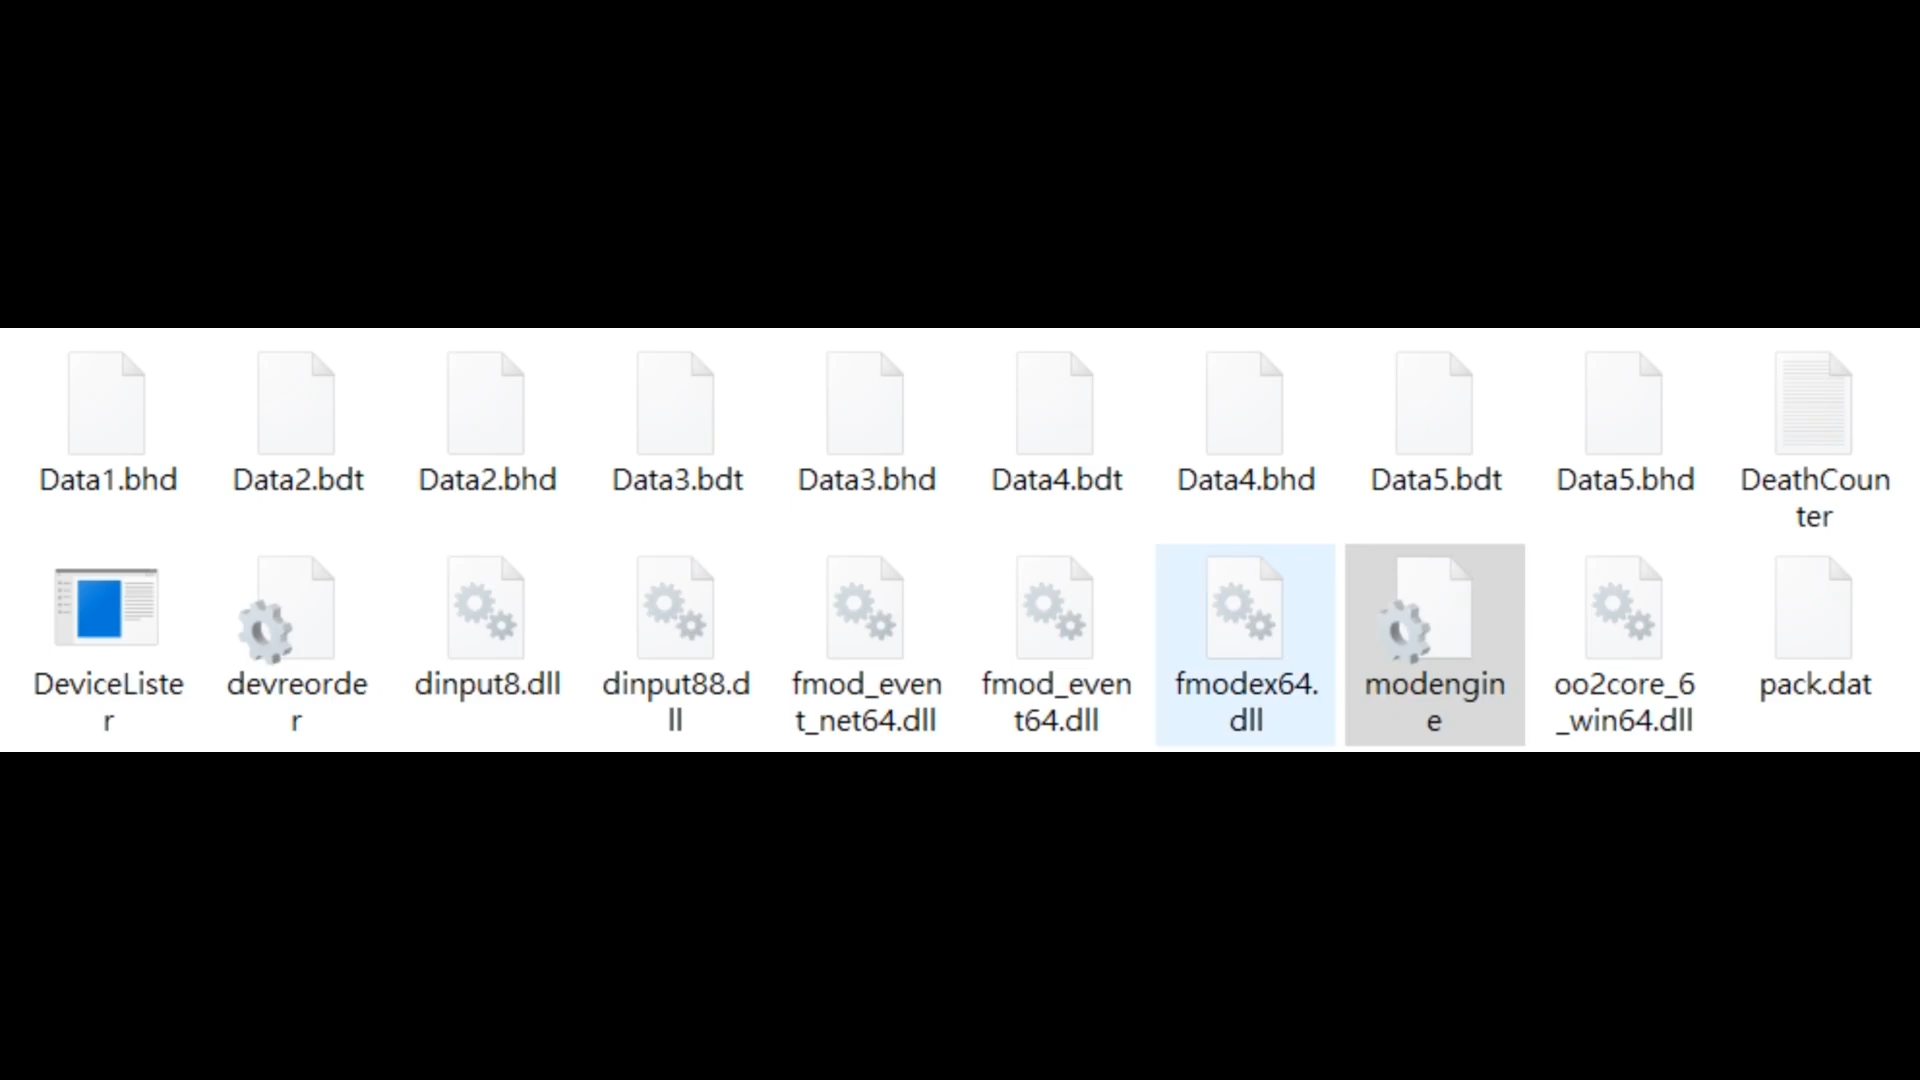 Data1.bhd Data2.bdt Data2.bhd Data3.bdt Data3.bhd Data4.bdt Data4.bhd Data5.bdt Data5.bhd DeathCoun
ter
DeviceListe devreorde dinput8.dll dinput88.d fmod_even fmod_even fmodex64. modengin oo2core_6 pack.dat
r r ll t_net64.dll t64.dll dll e _win64.dll